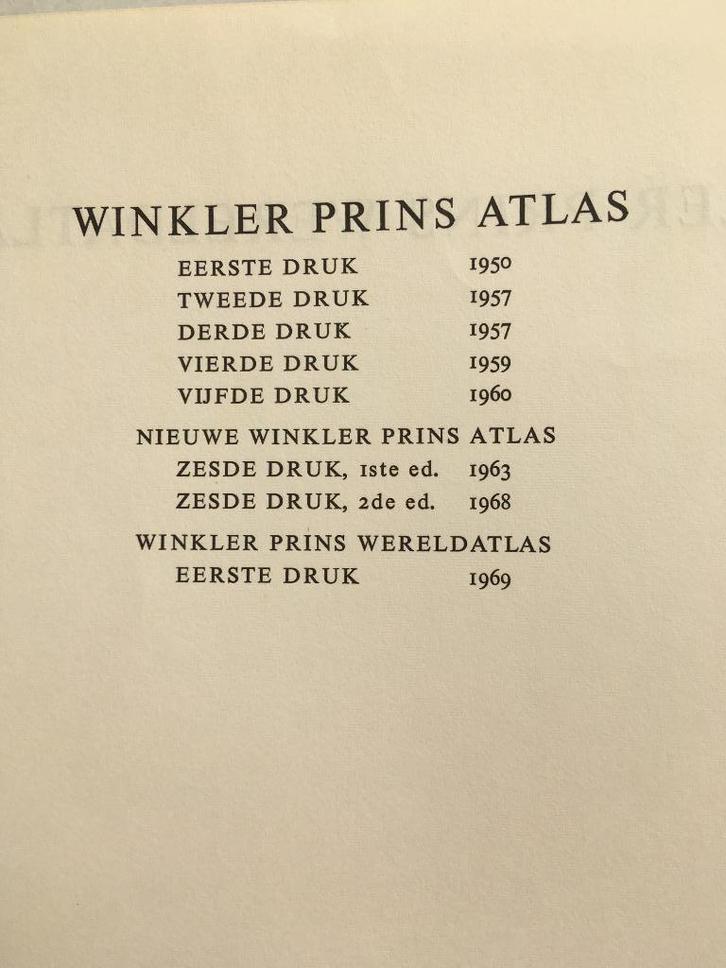 WINKLER PRINS ATLAS
EERSTE DRUK 1950
TWEEDE DRUK 1957
DERDE DRUK 1957
VIERDE DRUK 1959
VIJFDE DRUK 1960
NIEUWE WINKLER PRINS ATLAS
ZESDE DRUK, 1ste ed. 1963
ZESDE DRUK, 2de ed. 1968
WINKLER PRINS WERELDATLAS
EERSTE DRUK 1969